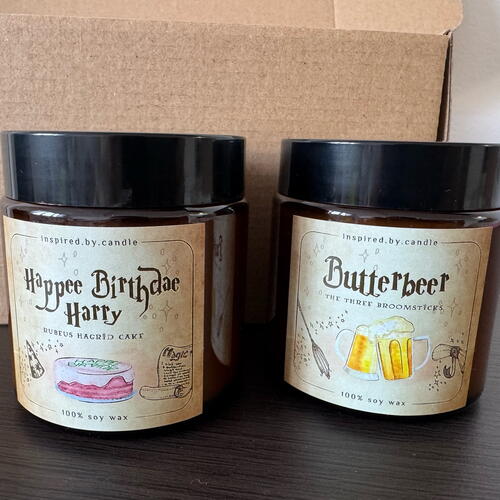 inspired.by.candle
Happee Birthdae
Harry
RUBEUS HAGRID CAKE
Magic
100% soy wax
inspired.by.candle
Butterbeer
THE THREE BROOMSTICKS
100% soy wax